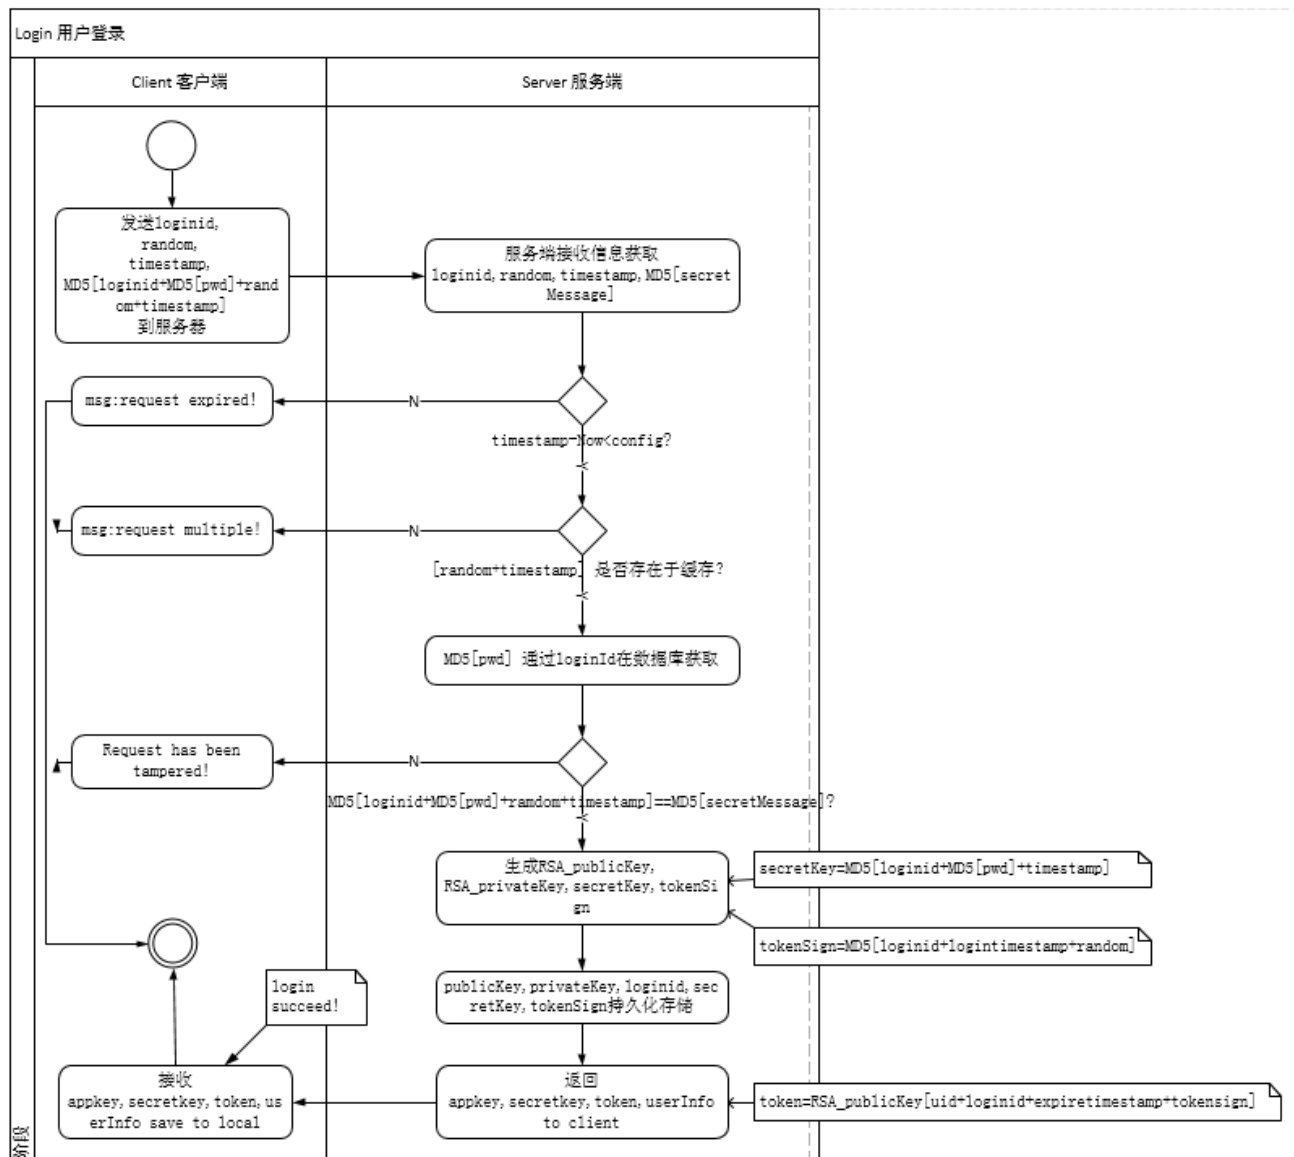 Login 用户登录
Client 客户端
Server 服务端
发送loginid,
random,
timestamp,
MD5[loginid+MD5[pwd]+rand
om+timestamp]
到服务器
服务端接收信息获取
loginid,random,timestamp,MD5[secret
Message]
msg:request expired!
N
timestamp-Now<config?
Y
msg:request multiple!
N
[random+timestamp] 是否存在于缓存?
Y
MD5[pwd] 通过loginId在数据库获取
Request has been
tampered!
N
MD5[loginid+MD5[pwd]+ramdom+timestamp]==MD5[secretMessage]?
Y
生成RSA_publicKey,
RSA_privateKey,secretKey,tokenSi
gn
secretKey=MD5[loginid+MD5[pwd]+timestamp]
tokenSign=MD5[loginid+logintimestamp+random]
login
succeed!
publicKey,privateKey,loginid,sec
retKey,tokenSign持久化存储
接收
appkey,secretkey,token,us
erInfo save to local
返回
appkey,secretkey,token,userInfo
to client
token=RSA_publicKey[uid+loginid+expiretimestamp+tokensign]
阶段